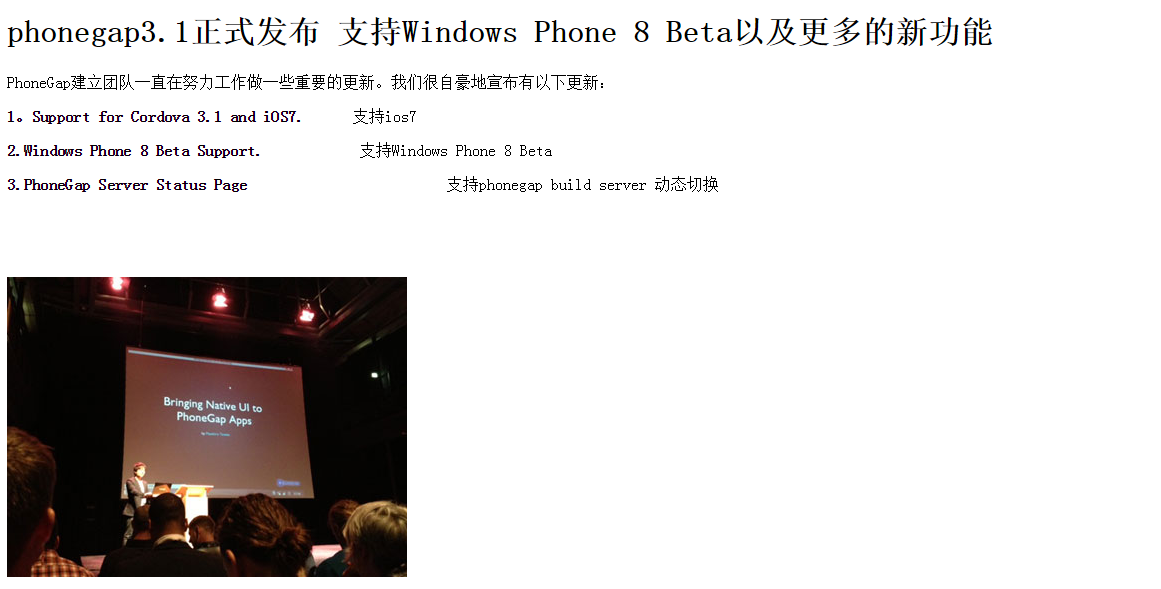 phonegap3.1正式发布 支持Windows Phone 8 Beta以及更多的新功能
PhoneGap建立团队一直在努力工作做一些重要的更新。我们很自豪地宣布有以下更新：
1。Support for Cordova 3.1 and iOS7. 支持ios7
2.Windows Phone 8 Beta Support. 支持Windows Phone 8 Beta
3.PhoneGap Server Status Page 支持phonegap build server 动态切换
Bringing Native UI to
PhoneGap Apps